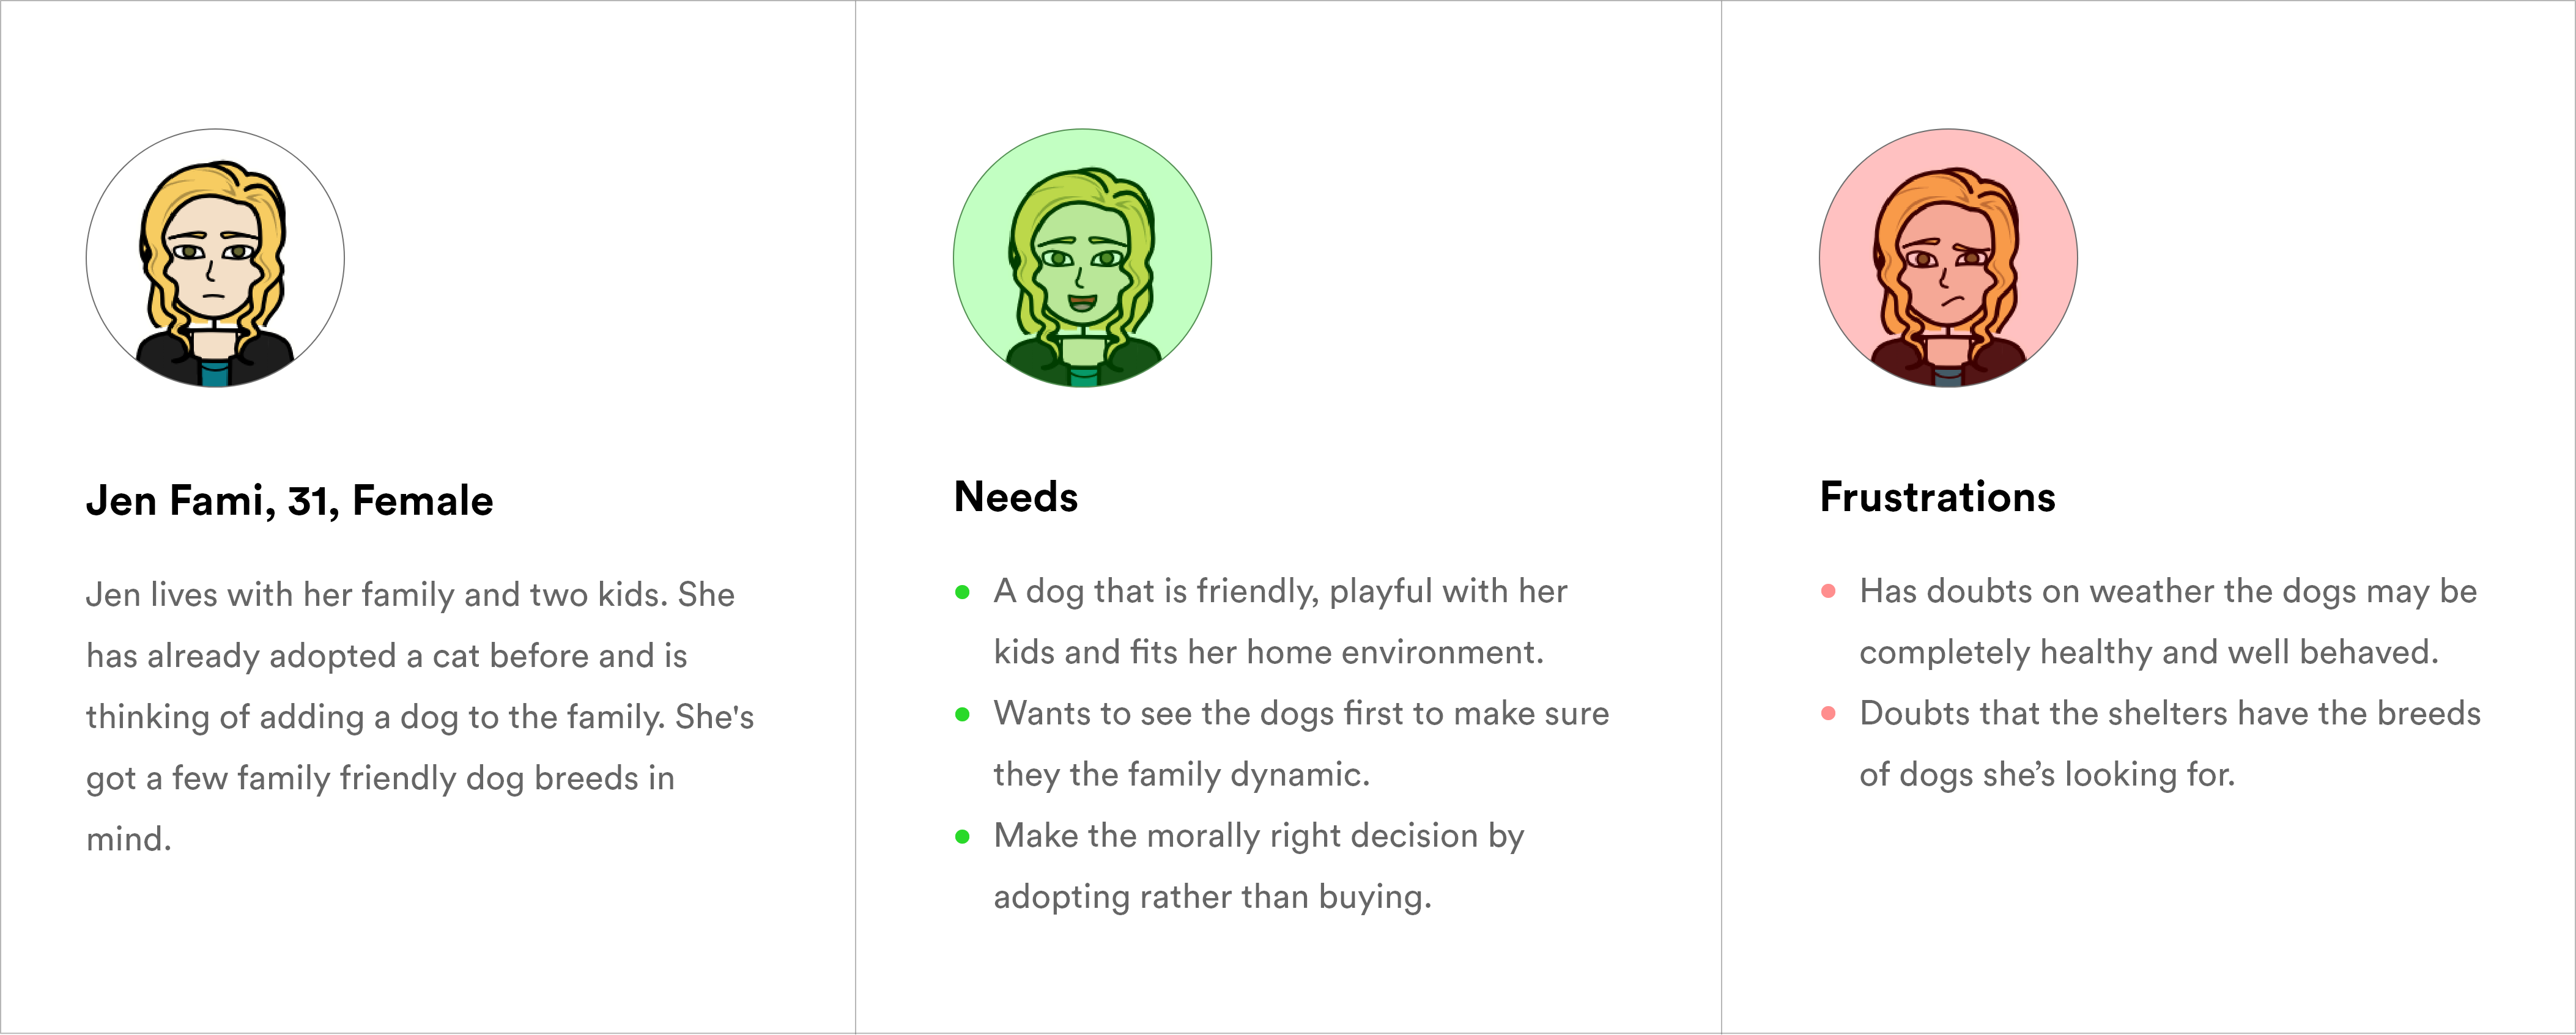 Jen Fami, 31, Female
Jen lives with her family and two kids. She
has already adopted a cat before and is
thinking of adding a dog to the family. She's
got a few family friendly dog breeds in
mind.
Needs
A dog that is friendly, playful with her
kids and fits her home environment.
Wants to see the dogs first to make sure
they the family dynamic.
Make the morally right decision by
adopting rather than buying.
Frustrations
Has doubts on weather the dogs may be
completely healthy and well behaved.
Doubts that the shelters have the breeds
of dogs she’s looking for.